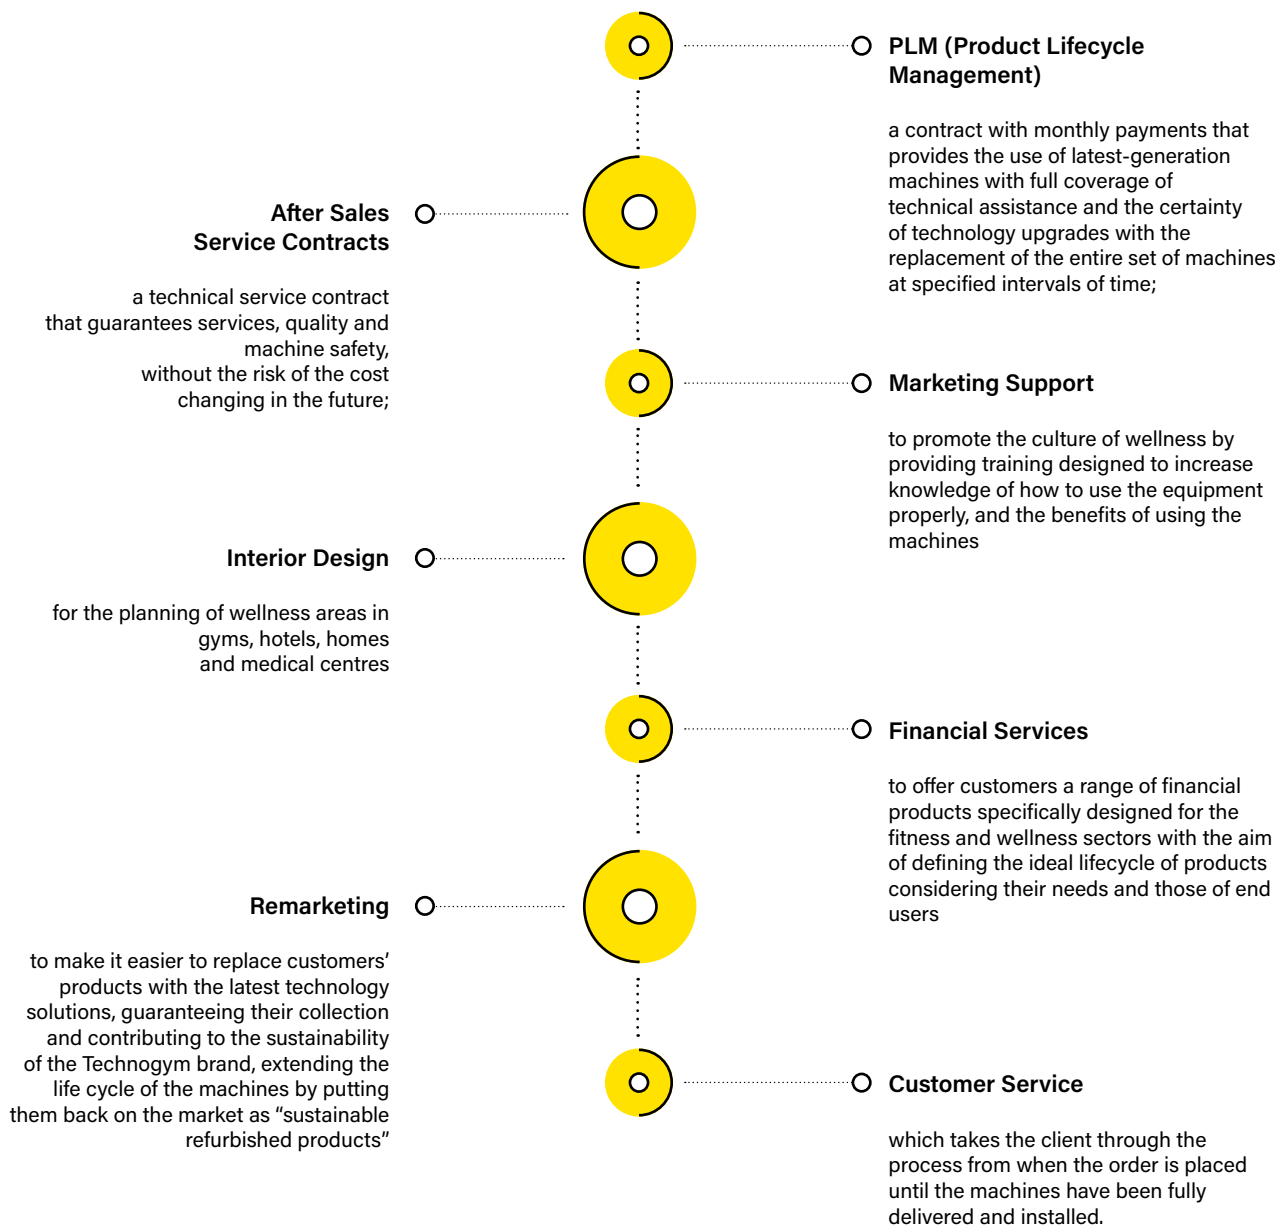 PLM (Product Lifecycle
Management)
a contract with monthly payments that
provides the use of latest-generation
machines with full coverage of
technical assistance and the certainty
of technology upgrades with the
replacement of the entire set of machines
at specified intervals of time;
After Sales
Service Contracts
a technical service contract
that guarantees services, quality and
machine safety,
without the risk of the cost
changing in the future;
Marketing Support
to promote the culture of wellness by
providing training designed to increase
knowledge of how to use the equipment
properly, and the benefits of using the
machines
Interior Design
for the planning of wellness areas in
gyms, hotels, homes
and medical centres
Financial Services
to offer customers a range of financial
products specifically designed for the
fitness and wellness sectors with the aim
of defining the ideal lifecycle of products
considering their needs and those of end
users
Remarketing
to make it easier to replace customers’
products with the latest technology
solutions, guaranteeing their collection
and contributing to the sustainability
of the Technogym brand, extending the
life cycle of the machines by putting
them back on the market as “sustainable
refurbished products”
Customer Service
which takes the client through the
process from when the order is placed
until the machines have been fully
delivered and installed.